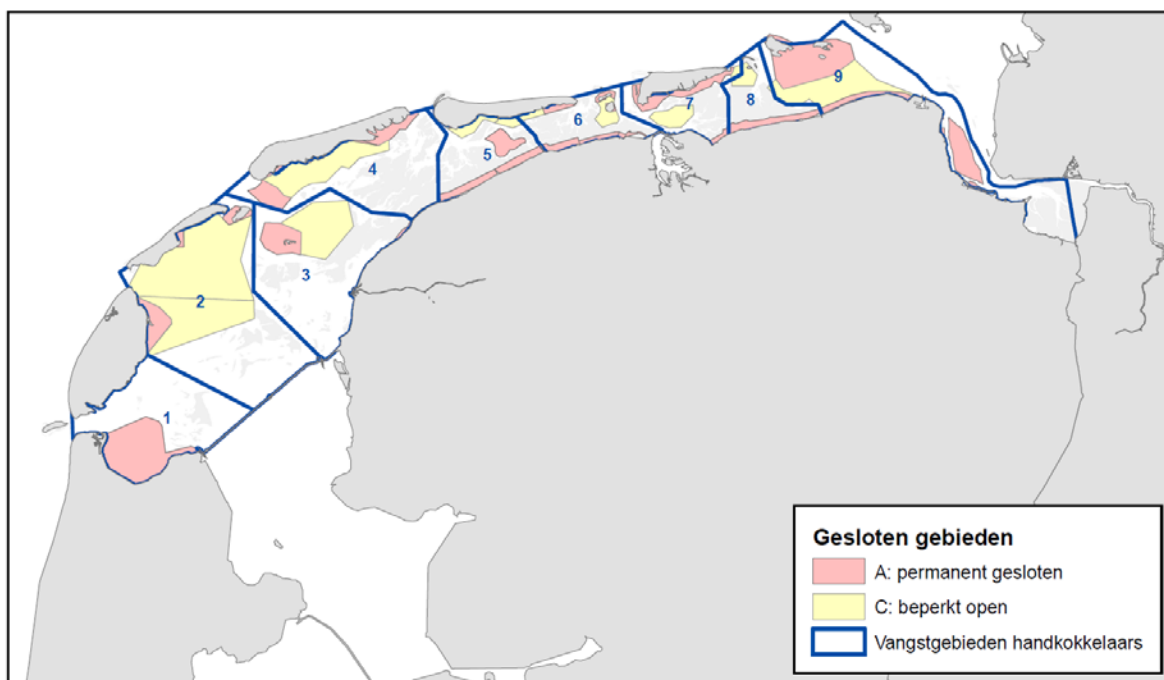 9
8
7
6
5
4
3
2
1
Gesloten gebieden
A: permanent gesloten
C: beperkt open
Vangstgebieden handkokkelaars